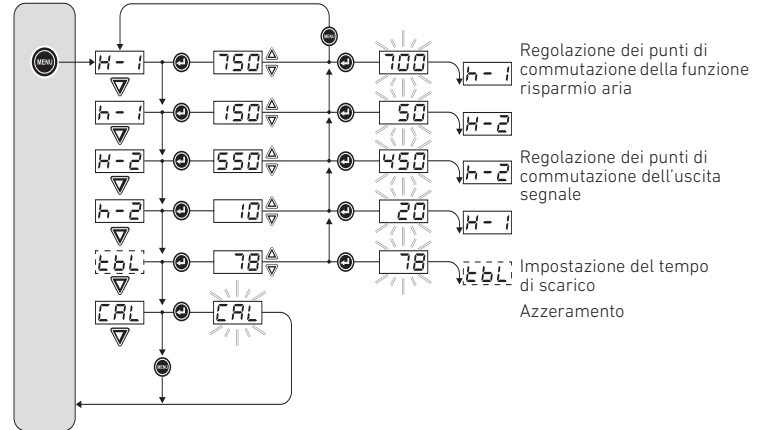 MENU
MENU H-1 750 700 h-1 Regolazione dei punti di
commutazione della funzione
risparmio aria
h-1 150 50 H-2
H-2 550 450 h-2 Regolazione dei punti di
commutazione dell'uscita
segnale
h-2 10 20 H-1
tbL 78 78 tbL Impostazione del tempo
di scarico
CAL CAL Azzeramento
MENU